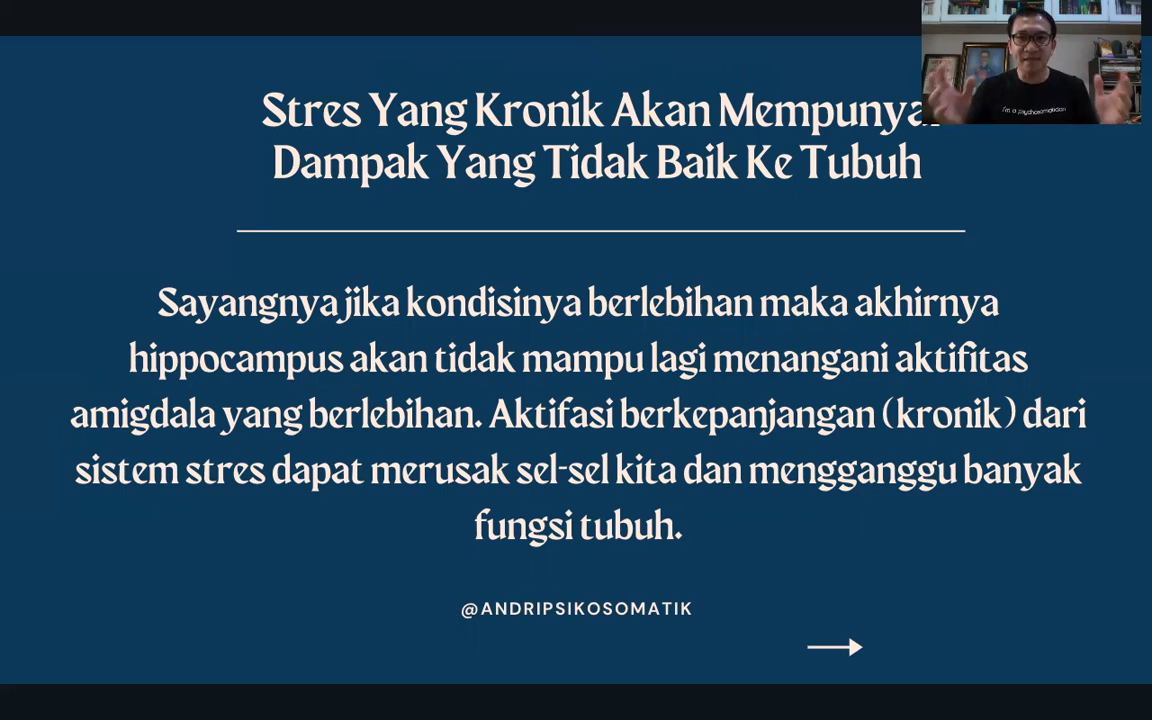 Stres Yang Kronik Akan
Dampak Yang Tidak Baik Ke Tubuh
Sayangnya jika kondisinya berlebihan maka akhirnya
hippocampus akan tidak mampu lagi menangani aktifitas
amigdala yang berlebihan. Aktifasi berkepanjangan (kronik) dari
sistem stres dapat merusak sel-sel kita dan mengganggu banyak
fungsi tubuh.
@ANDRIPSIKOSOMATIK
I'm a psychosomatician